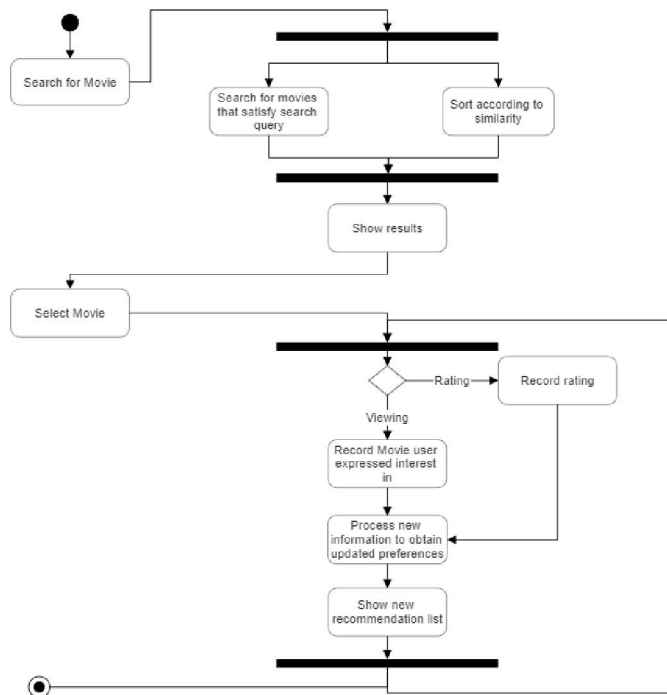 Search for Movie
Search for movies
that satisfy search
query
Sort according to
similarity
Show results
Select Movie
Rating
Record rating
Viewing
Record Movie user
expressed interest
in
Process new
information to obtain
updated preferences
Show new
recommendation list